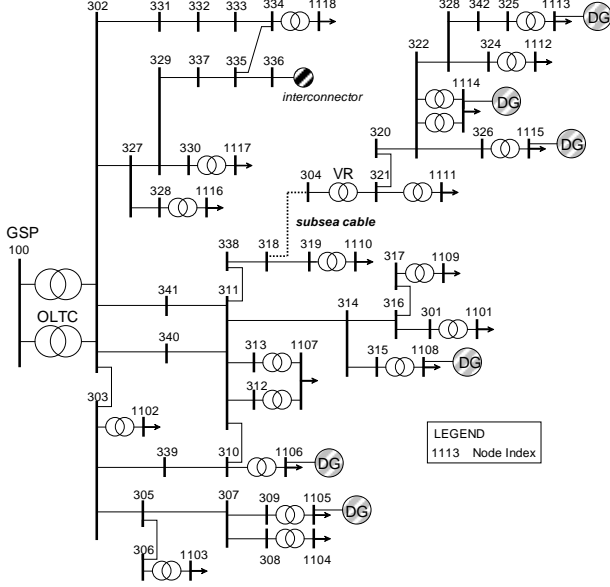 302 331 332 333 334 1118
328 342 325 1113 DG
322 324 1112
329 337 335 336
interconnector
1114 DG
327 330 1117
320 326 1115 DG
328 1116
304 VR 321 1111
subsea cable
GSP
100
338 318 319 1110
317 1109
OLTC
341 311 314 316 301 1101
340 313 1107
315 1108 DG
312
303
1102
LEGEND
1113 Node Index
339 310 1106 DG
305 307 309 1105 DG
306 1103 308 1104